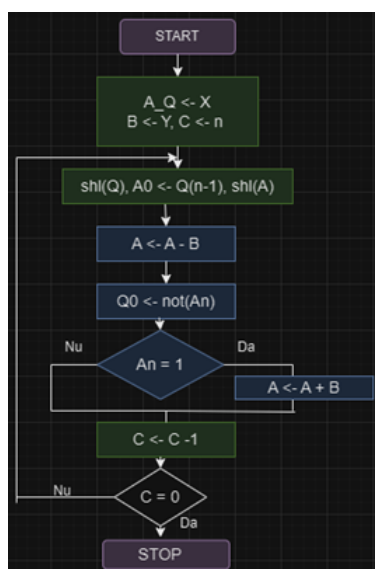 START
A_Q <- X
B <- Y, C <- n
shl(Q), A0 <- Q(n-1), shl(A)
A <- A - B
Q0 <- not(An)
Nu
Da
An = 1
A <- A + B
C <- C -1
Nu
C = 0
Da
STOP